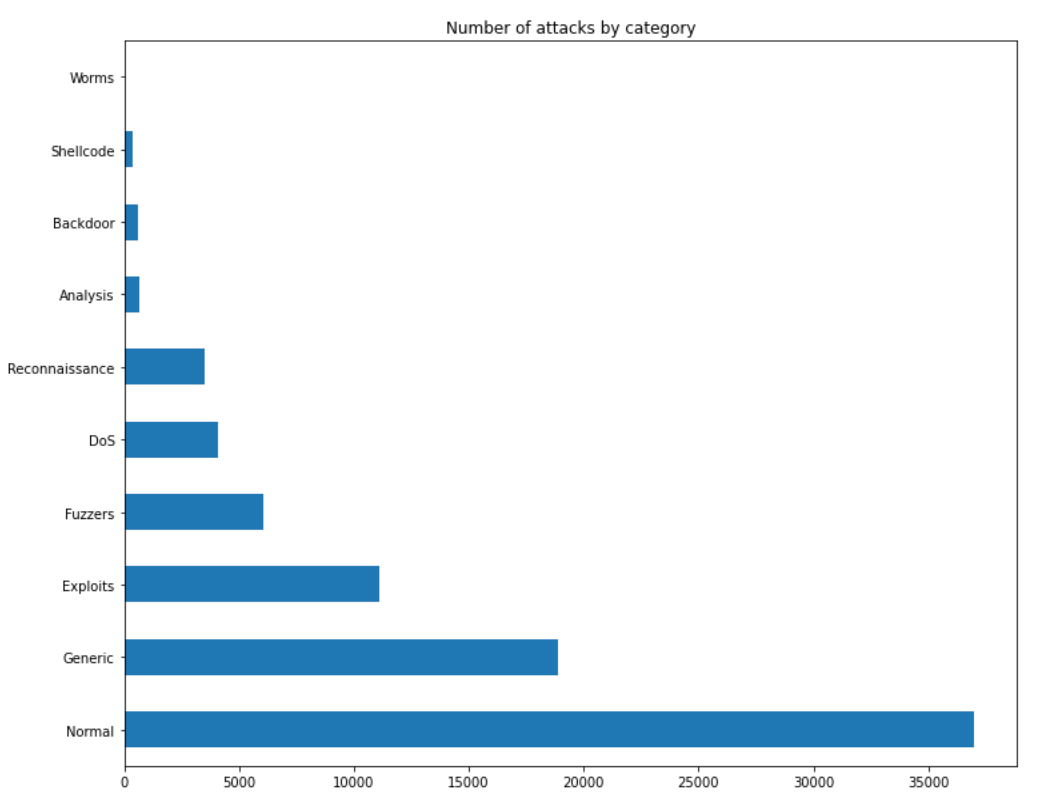 Number of attacks by category
Worms
Shellcode
Backdoor
Analysis
Reconnaissance
DoS
Fuzzers
Exploits
Generic
Normal
0 5000 10000 15000 20000 25000 30000 35000